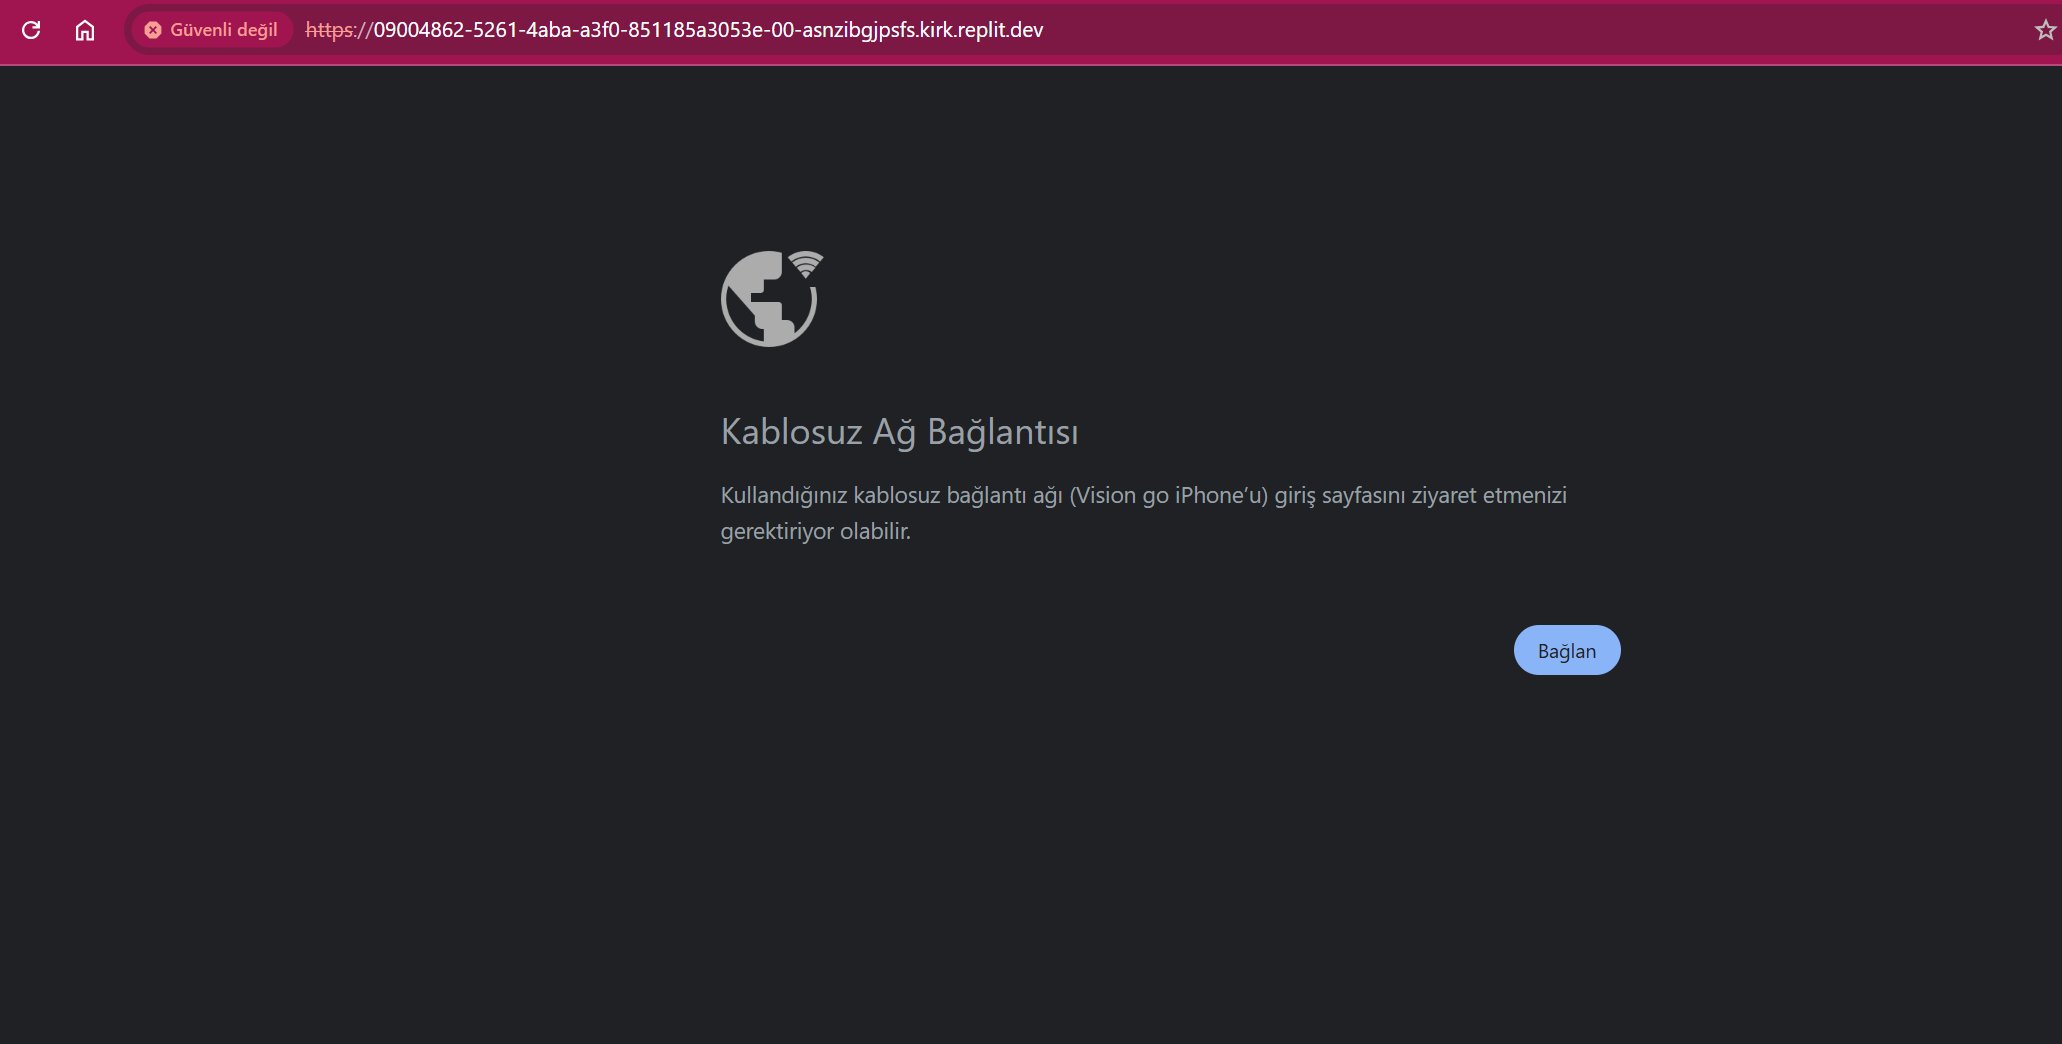 Güvenli değil https://09004862-5261-4aba-a3f0-851185a3053e-00-asnzibgjpsfs.kirk.replit.dev
Kablosuz Ağ Bağlantısı
Kullandığınız kablosuz bağlantı ağı (Vision go iPhone’u) giriş sayfasını ziyaret etmenizi
gerektiriyor olabilir.
Bağlan